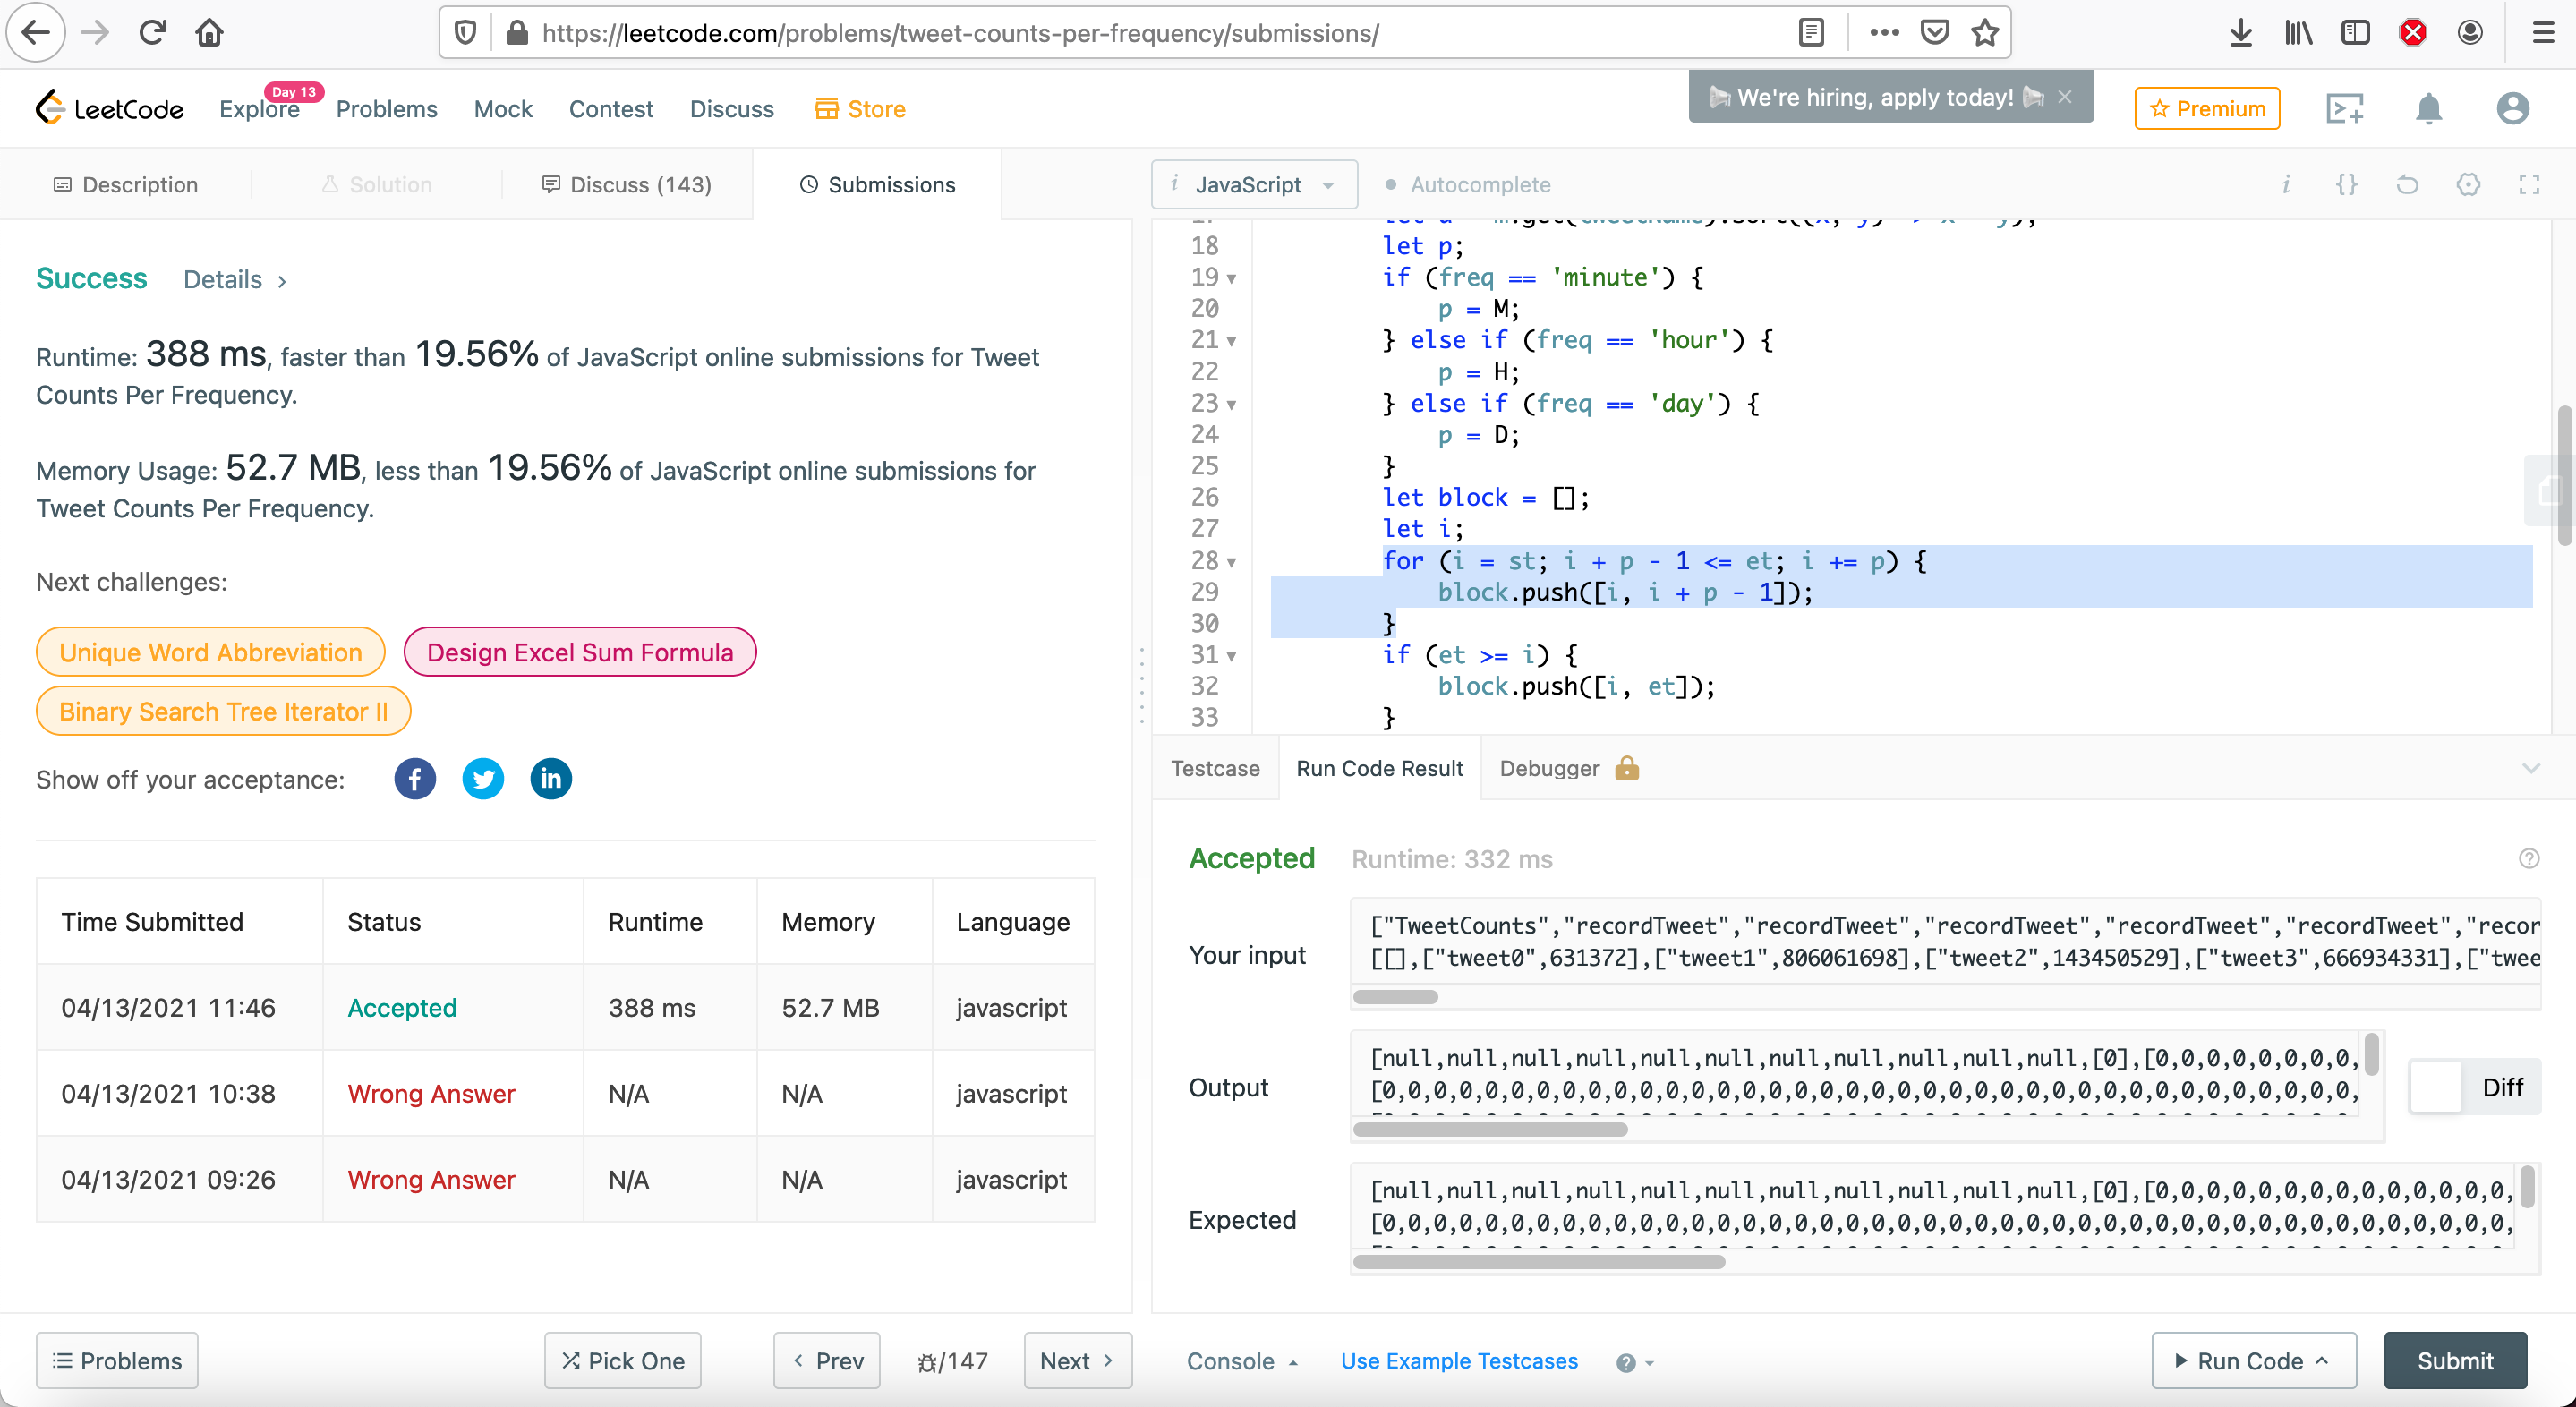 https://leetcode.com/problems/tweet-counts-per-frequency/submissions/
LeetCode
Explore
Day 13
Problems
Mock
Contest
Discuss
Store
We're hiring, apply today!
Premium
Description
Solution
Discuss (143)
Submissions
i JavaScript
Autocomplete
Success
Details
Runtime: 388 ms, faster than 19.56% of JavaScript online submissions for Tweet
Counts Per Frequency.
Memory Usage: 52.7 MB, less than 19.56% of JavaScript online submissions for
Tweet Counts Per Frequency.
Next challenges:
Unique Word Abbreviation
Design Excel Sum Formula
Binary Search Tree Iterator II
Show off your acceptance:
Time Submitted Status Runtime Memory Language
04/13/2021 11:46 Accepted 388 ms 52.7 MB javascript
04/13/2021 10:38 Wrong Answer N/A N/A javascript
04/13/2021 09:26 Wrong Answer N/A N/A javascript
18 let p;
19 if (freq == 'minute') {
20 p = M;
21 } else if (freq == 'hour') {
22 p = H;
23 } else if (freq == 'day') {
24 p = D;
25 }
26 let block = [];
27 let i;
28 for (i = st; i + p - 1 <= et; i += p) {
29 block.push([i, i + p - 1]);
30 }
31 if (et >= i) {
32 block.push([i, et]);
33 }
Testcase
Run Code Result
Debugger
Accepted
Runtime: 332 ms
Your input
["TweetCounts","recordTweet","recordTweet","recordTweet","recordTweet","recordTweet","recor
[[],["tweet0",631372],["tweet1",806061698],["tweet2",143450529],["tweet3",666934331],["twee
Output
[null,null,null,null,null,null,null,null,null,null,null,[0],[0,0,0,0,0,0,0,0,
[0,0,0,0,0,0,0,0,0,0,0,0,0,0,0,0,0,0,0,0,0,0,0,0,0,0,0,0,0,0,0,0,0,0,0,0,0,0,
Diff
Expected
[null,null,null,null,null,null,null,null,null,null,null,[0],[0,0,0,0,0,0,0,0,0,0,0,0,0,0,
[0,0,0,0,0,0,0,0,0,0,0,0,0,0,0,0,0,0,0,0,0,0,0,0,0,0,0,0,0,0,0,0,0,0,0,0,0,0,0,0,0,0,0,0,
Problems
Pick One
Prev
/147
Next
Console
Use Example Testcases
Run Code
Submit